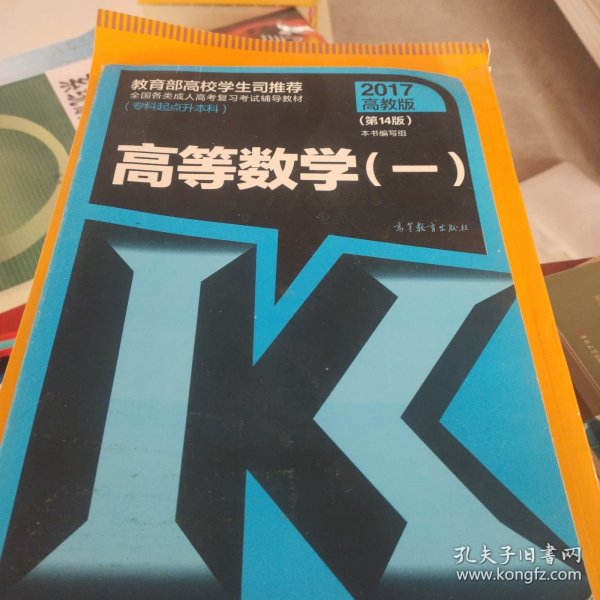 教育部高校学生司推荐
全国各类成人高考复习考试辅导教材
(专科起点升本科)
2017
高教版
(第14版)
本书编写组
高等数学(一)
高等教育出版社
K
孔夫子旧书网
www.kongfz.com